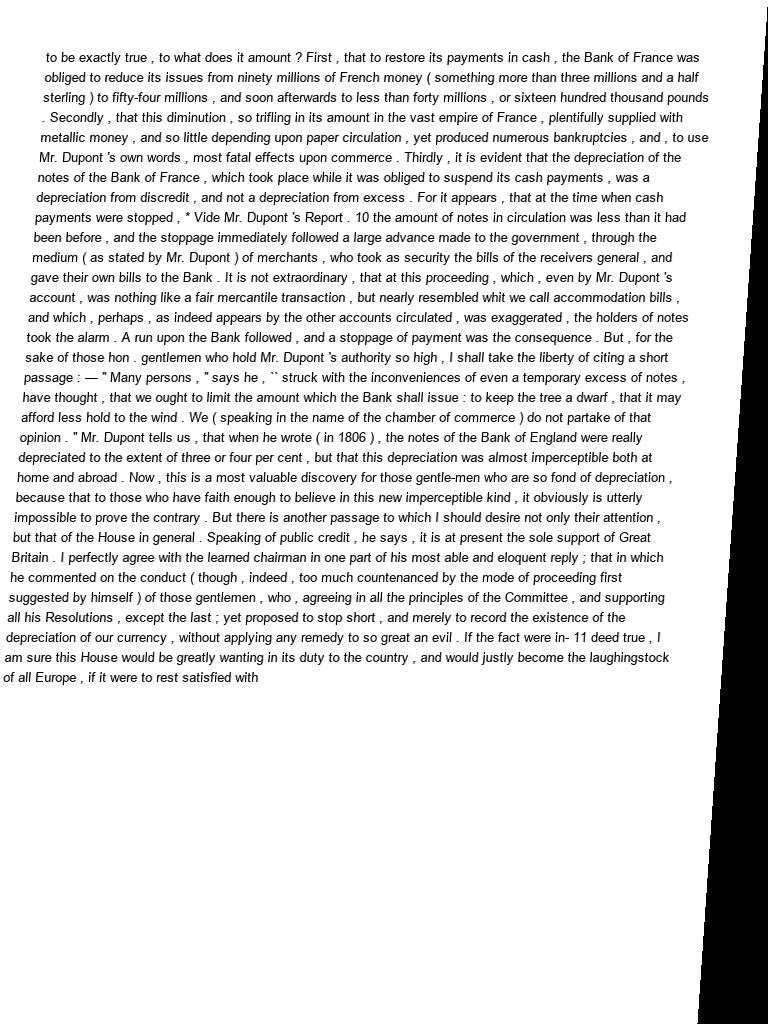 to be exactly true , to what does it amount ? First , that to restore its payments in cash , the Bank of France was
obliged to reduce its issues from ninety millions of French money ( something more than three millions and a half
sterling ) to fifty-four millions , and soon afterwards to less than forty millions , or sixteen hundred thousand pounds
. Secondly , that this diminution , so trifling in its amount in the vast empire of France , plentifully supplied with
metallic money , and so little depending upon paper circulation , yet produced numerous bankruptcies , and , to use
Mr. Dupont 's own words , most fatal effects upon commerce . Thirdly , it is evident that the depreciation of the
notes of the Bank of France , which took place while it was obliged to suspend its cash payments , was a
depreciation from discredit , and not a depreciation from excess . For it appears , that at the time when cash
payments were stopped , * Vide Mr. Dupont 's Report . 10 the amount of notes in circulation was less than it had
been before , and the stoppage immediately followed a large advance made to the government , through the
medium ( as stated by Mr. Dupont ) of merchants , who took as security the bills of the receivers general , and
gave their own bills to the Bank . It is not extraordinary , that at this proceeding , which , even by Mr. Dupont 's
account , was nothing like a fair mercantile transaction , but nearly resembled whit we call accommodation bills ,
and which , perhaps , as indeed appears by the other accounts circulated , was exaggerated , the holders of notes
took the alarm . A run upon the Bank followed , and a stoppage of payment was the consequence . But , for the
sake of those hon . gentlemen who hold Mr. Dupont 's authority so high , I shall take the liberty of citing a short
passage : — " Many persons , " says he , `` struck with the inconveniences of even a temporary excess of notes ,
have thought , that we ought to limit the amount which the Bank shall issue : to keep the tree a dwarf , that it may
afford less hold to the wind . We ( speaking in the name of the chamber of commerce ) do not partake of that
opinion . " Mr. Dupont tells us , that when he wrote ( in 1806 ) , the notes of the Bank of England were really
depreciated to the extent of three or four per cent , but that this depreciation was almost imperceptible both at
home and abroad . Now , this is a most valuable discovery for those gentle-men who are so fond of depreciation ,
because that to those who have faith enough to believe in this new imperceptible kind , it obviously is utterly
impossible to prove the contrary . But there is another passage to which I should desire not only their attention ,
but that of the House in general . Speaking of public credit , he says , it is at present the sole support of Great
Britain . I perfectly agree with the learned chairman in one part of his most able and eloquent reply ; that in which
he commented on the conduct ( though , indeed , too much countenanced by the mode of proceeding first
suggested by himself ) of those gentlemen , who , agreeing in all the principles of the Committee , and supporting
all his Resolutions , except the last ; yet proposed to stop short , and merely to record the existence of the
depreciation of our currency , without applying any remedy to so great an evil . If the fact were in- 11 deed true , I
am sure this House would be greatly wanting in its duty to the country , and would justly become the laughingstock
of all Europe , if it were to rest satisfied with